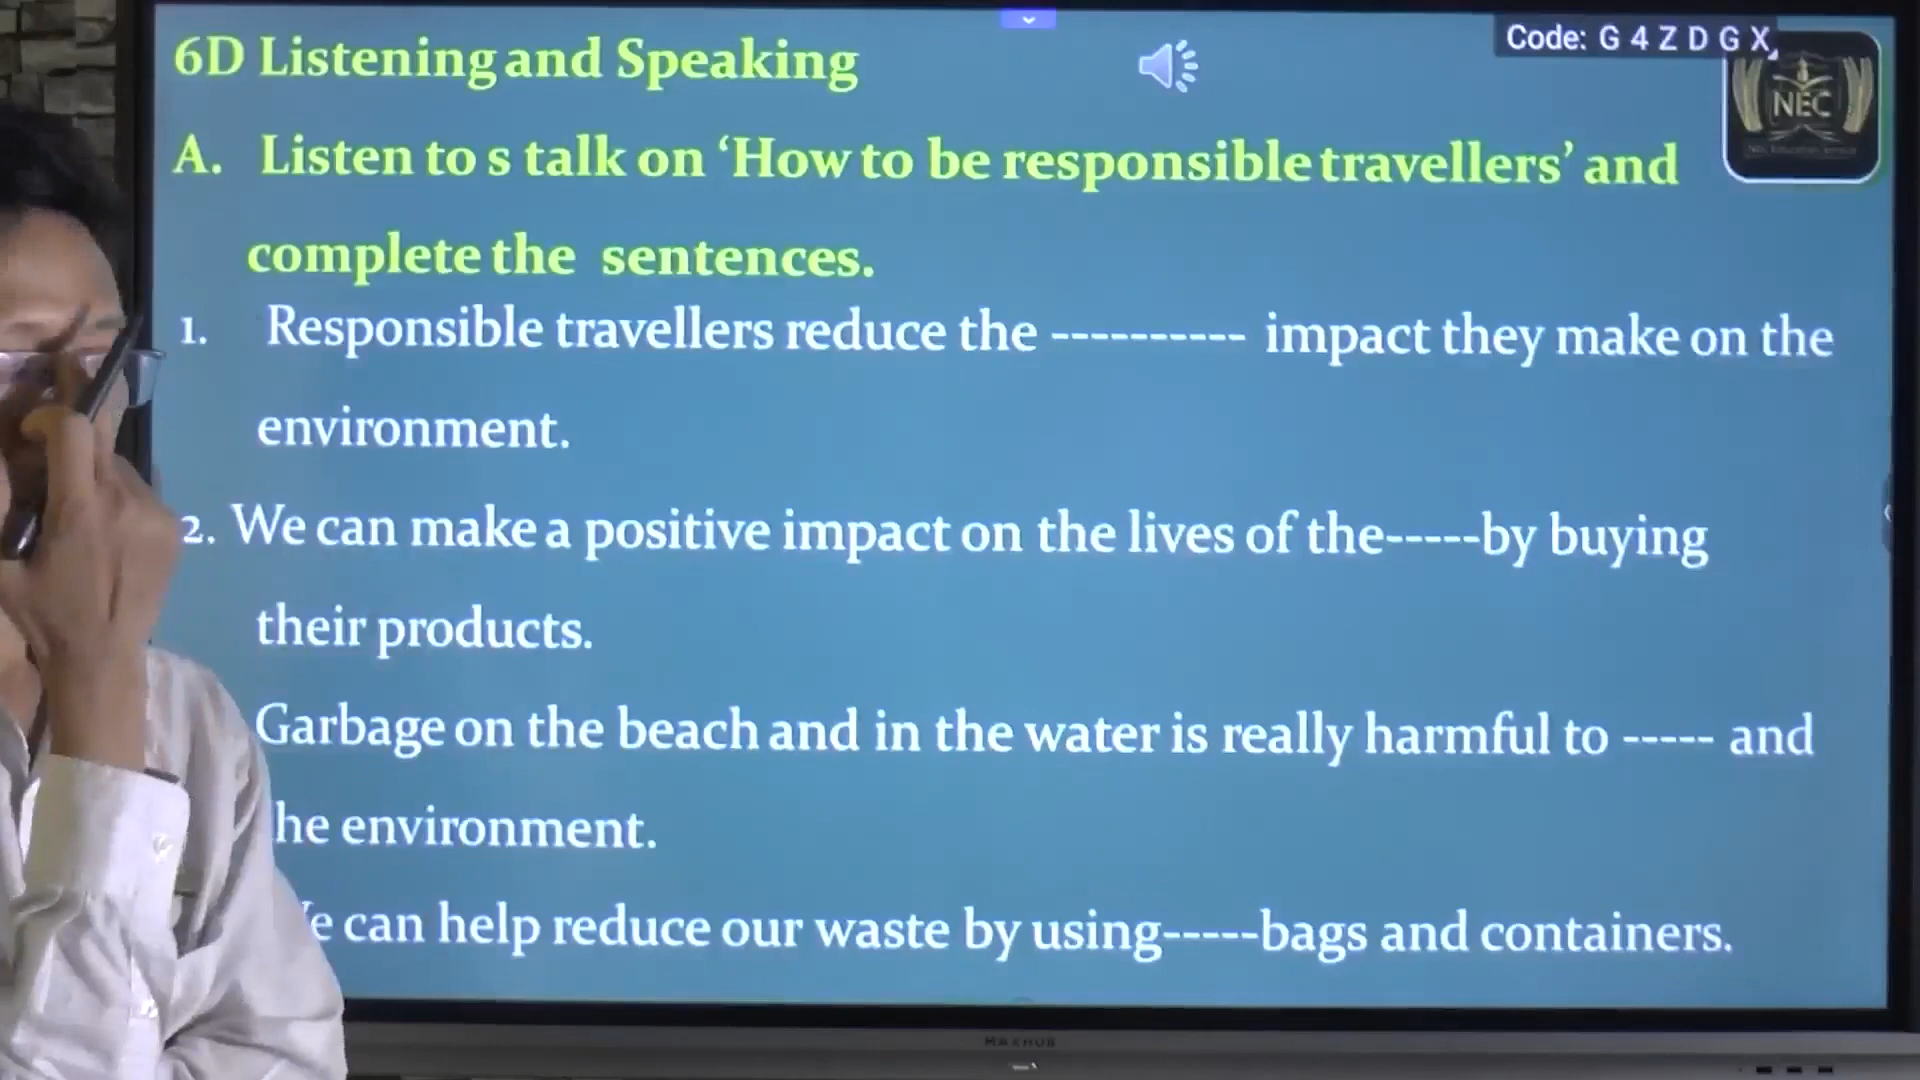 Code: G 4 Z D G X
6D Listening and Speaking
NEC
A. Listen to s talk on ‘How to be responsible travellers’ and
complete the sentences.
1. Responsible travellers reduce the ---------- impact they make on the
environment.
2. We can make a positive impact on the lives of the-----by buying
their products.
Garbage on the beach and in the water is really harmful to ----- and
he environment.
e can help reduce our waste by using-----bags and containers.
MAXHUB